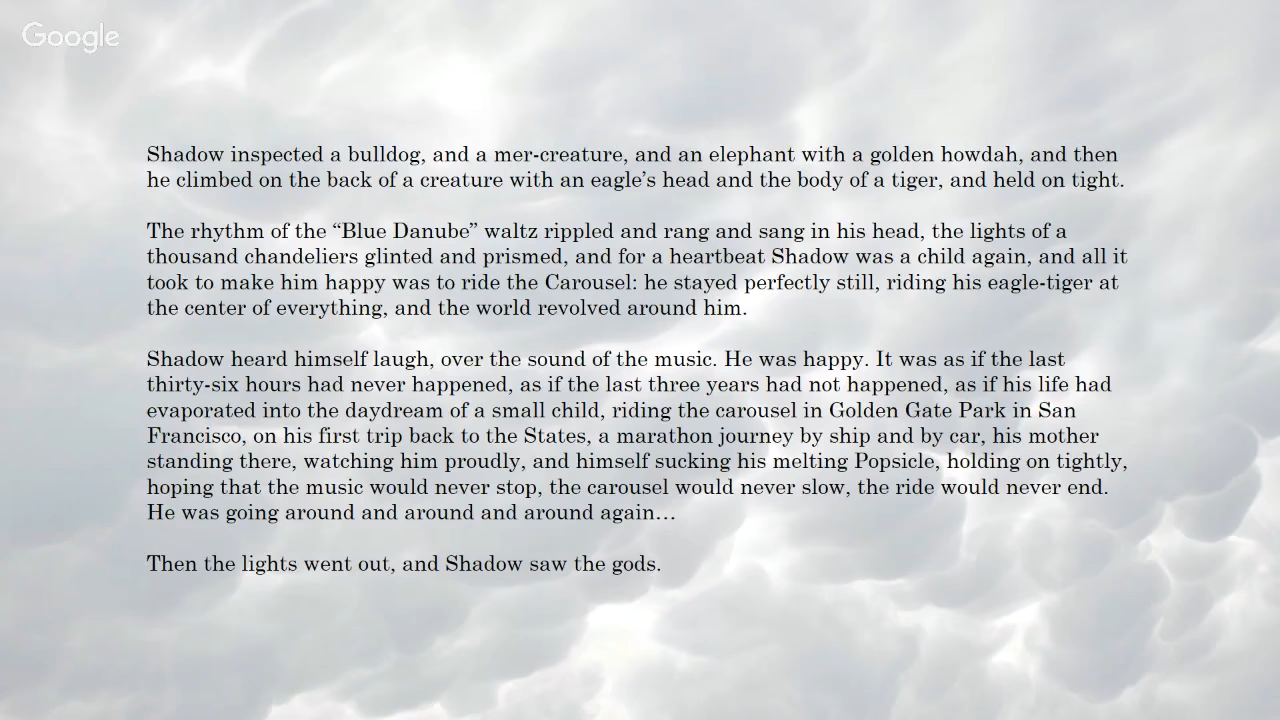 Google
Shadow inspected a bulldog, and a mer-creature, and an elephant with a golden howdah, and then
he climbed on the back of a creature with an eagle’s head and the body of a tiger, and held on tight.
The rhythm of the “Blue Danube” waltz rippled and rang and sang in his head, the lights of a
thousand chandeliers glinted and prismed, and for a heartbeat Shadow was a child again, and all it
took to make him happy was to ride the Carousel: he stayed perfectly still, riding his eagle-tiger at
the center of everything, and the world revolved around him.
Shadow heard himself laugh, over the sound of the music. He was happy. It was as if the last
thirty-six hours had never happened, as if the last three years had not happened, as if his life had
evaporated into the daydream of a small child, riding the carousel in Golden Gate Park in San
Francisco, on his first trip back to the States, a marathon journey by ship and by car, his mother
standing there, watching him proudly, and himself sucking his melting Popsicle, holding on tightly,
hoping that the music would never stop, the carousel would never slow, the ride would never end.
He was going around and around and around again…
Then the lights went out, and Shadow saw the gods.